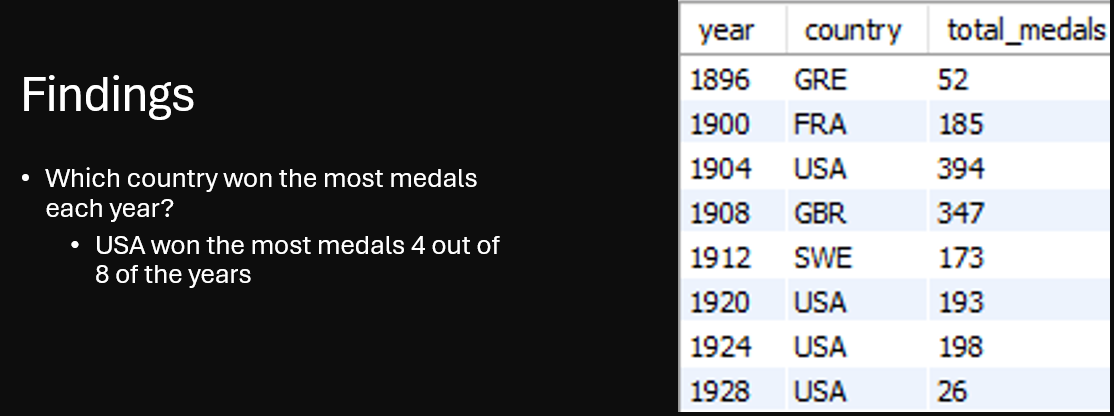 Findings
• Which country won the most medals
each year?
• USA won the most medals 4 out of
8 of the years
year country total_medals
1896 GRE 52
1900 FRA 185
1904 USA 394
1908 GBR 347
1912 SWE 173
1920 USA 193
1924 USA 198
1928 USA 26